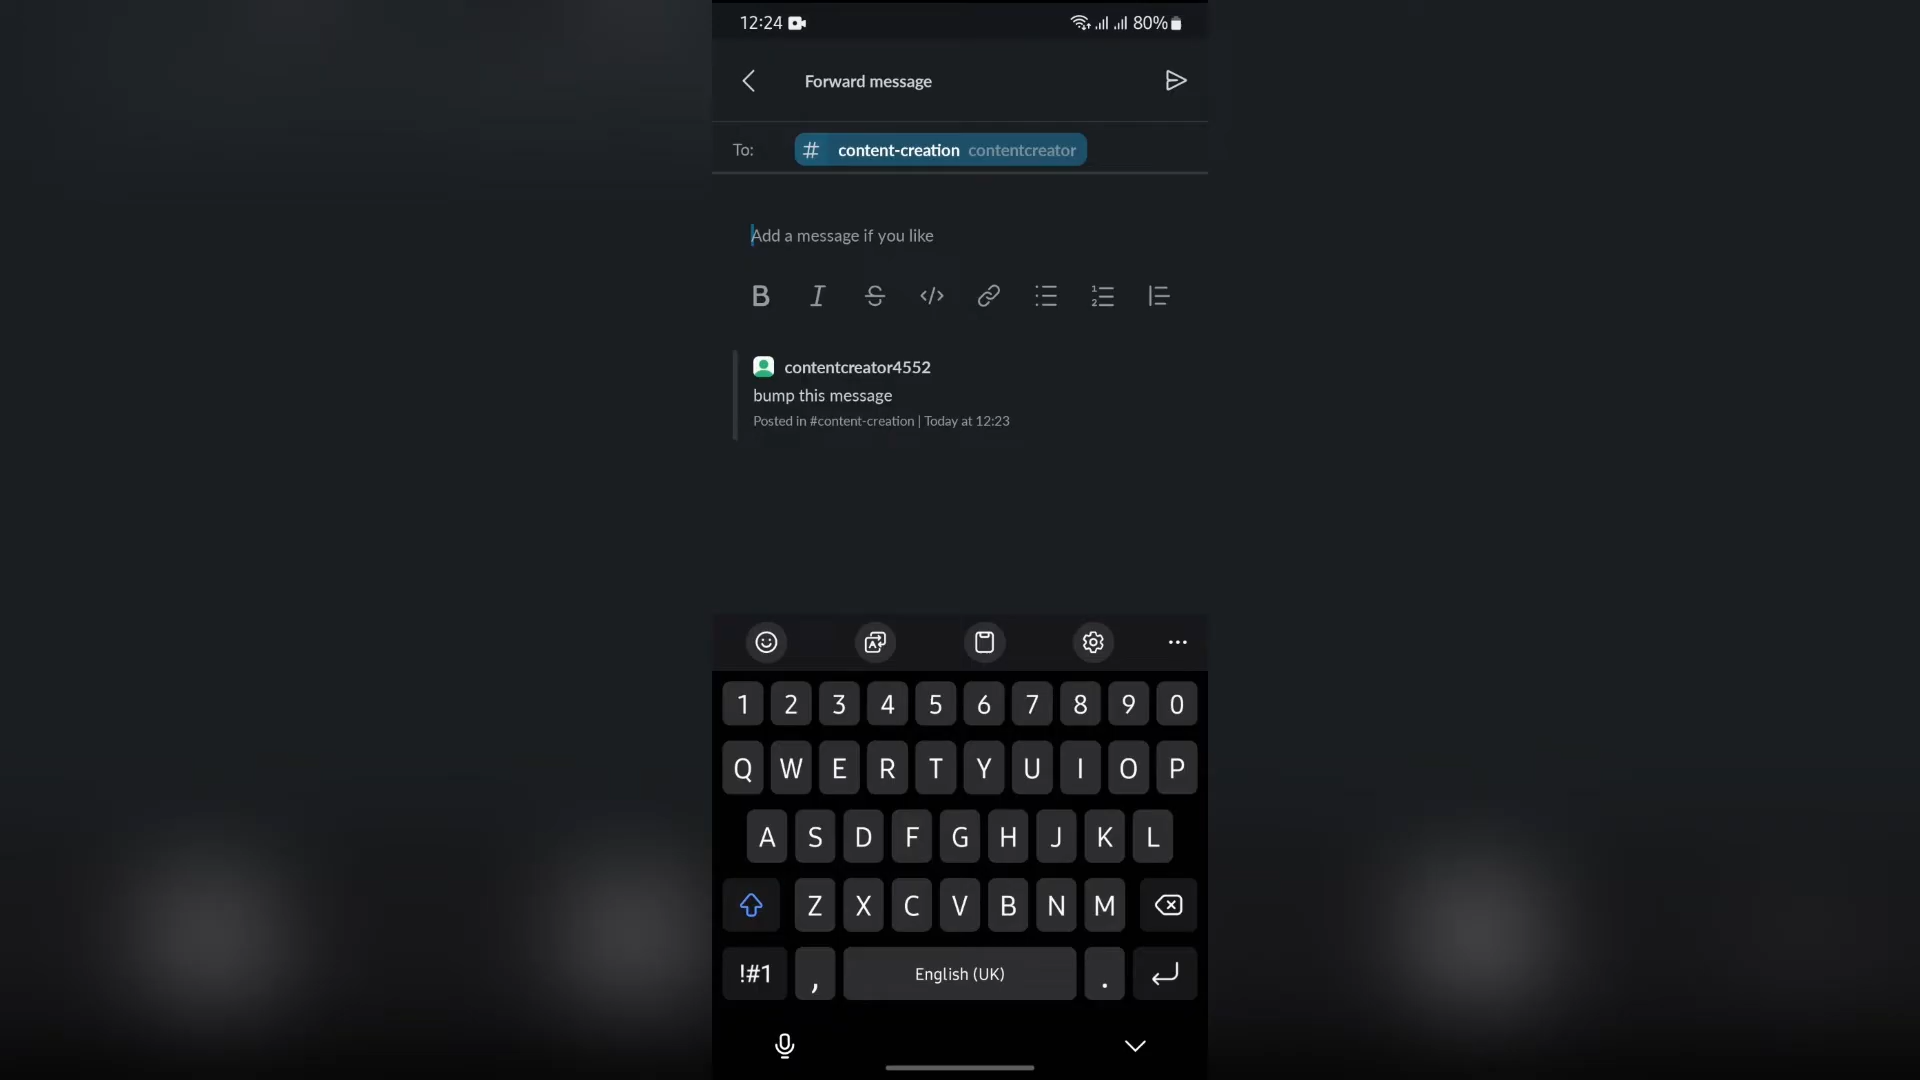 12:24 80%
Forward message
To: # content-creation contentcreator
Add a message if you like
B I S </>
contentcreator4552
bump this message
Posted in #content-creation | Today at 12:23
1 2 3 4 5 6 7 8 9 0
Q W E R T Y U I O P
A S D F G H J K L
Z X C V B N M
!#1 , English (UK) .